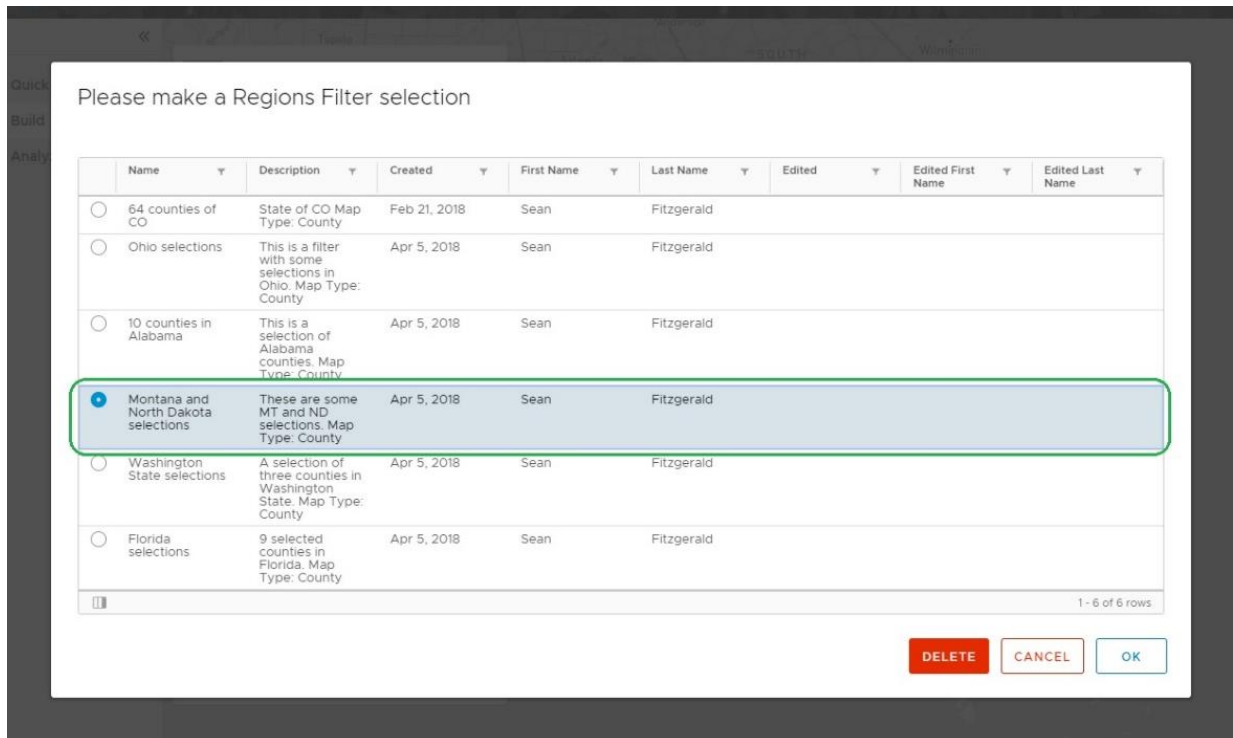 «
Typhia
SOUTH
Wilmington
Quick
Build
Analy
Please make a Regions Filter selection
Name Description Created First Name Last Name Edited Edited First Edited Last
Name Name
64 counties of State of CO Map Feb 21, 2018 Sean Fitzgerald
CO Type: County
Ohio selections This is a filter Apr 5, 2018 Sean Fitzgerald
with some
selections in
Ohio. Map Type:
County
10 counties in This is a Apr 5, 2018 Sean Fitzgerald
Alabama selection of
Alabama
counties. Map
Type: County
Montana and These are some Apr 5, 2018 Sean Fitzgerald
North Dakota MT and ND
selections selections. Map
Type: County
Washington A selection of Apr 5, 2018 Sean Fitzgerald
State selections three counties in
Washington
State. Map Type:
County
Florida 9 selected Apr 5, 2018 Sean Fitzgerald
selections counties in
Florida. Map
Type: County
1 - 6 of 6 rows
DELETE CANCEL OK